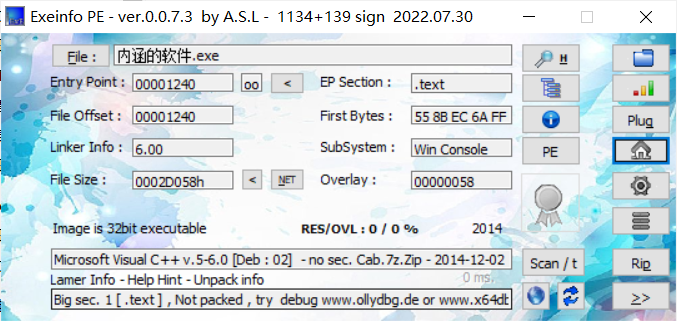 Exeinfo PE - ver.0.0.7.3  by A.S.L -  1134+139 sign  2022.07.30
File : 内涵的软件.exe
Entry Point : 00001240 oo < EP Section : .text
File Offset : 00001240 First Bytes : 55 8B EC 6A FF
Linker Info : 6.00 SubSystem : Win Console PE Plug
File Size : 0002D058h < NET Overlay : 00000058
Image is 32bit executable RES/OVL : 0 / 0 % 2014
Microsoft Visual C++ v.5-6.0 [Deb : 02]  - no sec. Cab.7z.Zip - 2014-12-02 Scan / t Rip
Lamer Info - Help Hint - Unpack info 0 ms.
Big sec. 1 [ .text ] , Not packed , try  debug www.ollydbg.de or www.x64db >>
H